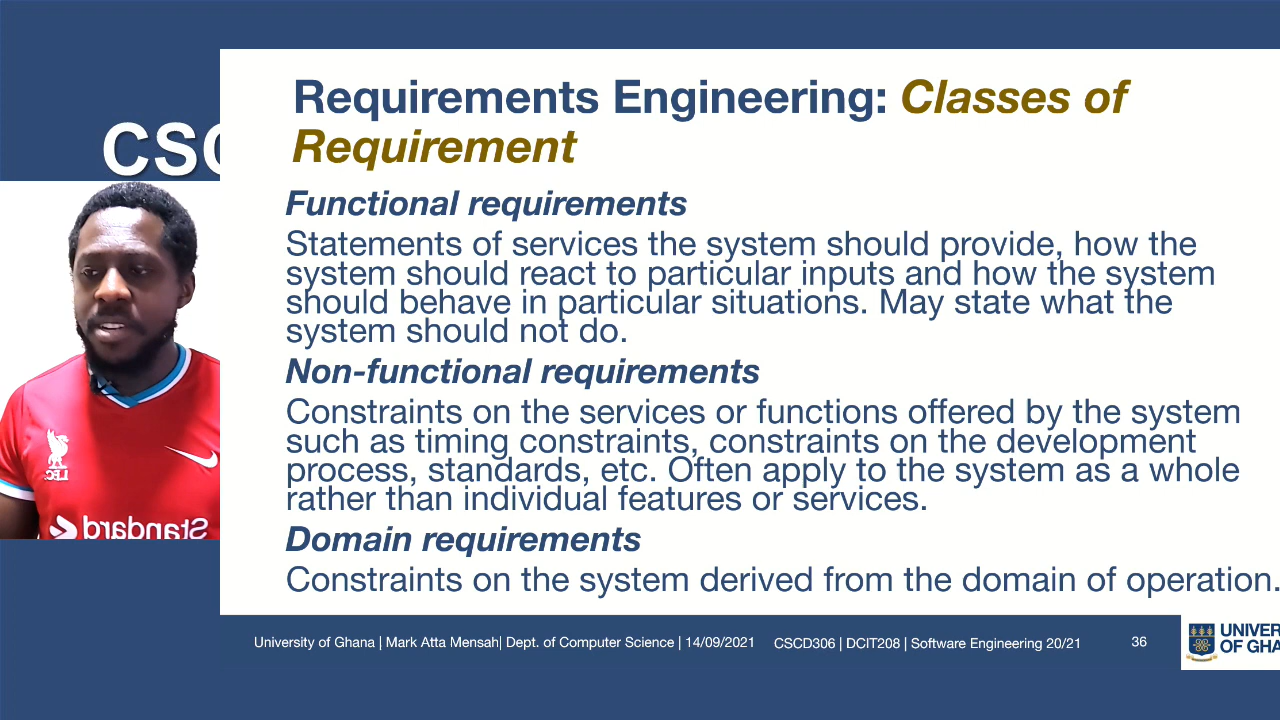 Requirements Engineering: Classes of
Requirement
CSC
Functional requirements
Statements of services the system should provide, how the
system should react to particular inputs and how the system
should behave in particular situations. May state what the
system should not do.
Non-functional requirements
Constraints on the services or functions offered by the system
such as timing constraints, constraints on the development
process, standards, etc. Often apply to the system as a whole
rather than individual features or services.
Domain requirements
Constraints on the system derived from the domain of operation.
LFC
Standard
University of Ghana | Mark Atta Mensah| Dept. of Computer Science | 14/09/2021 CSCD306 | DCIT208 | Software Engineering 20/21 36
UNIVER
OF GHA